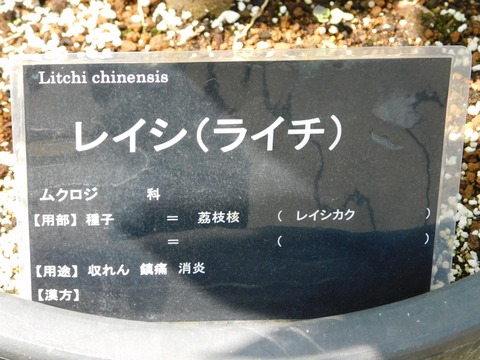 Litchi chinensis
レイシ(ライチ)
ムクロジ 科
【用部】 種子 = 荔枝核 ( レイシカク )
= ( )
【用途】 収れん 鎮痛 消炎
【漢方】